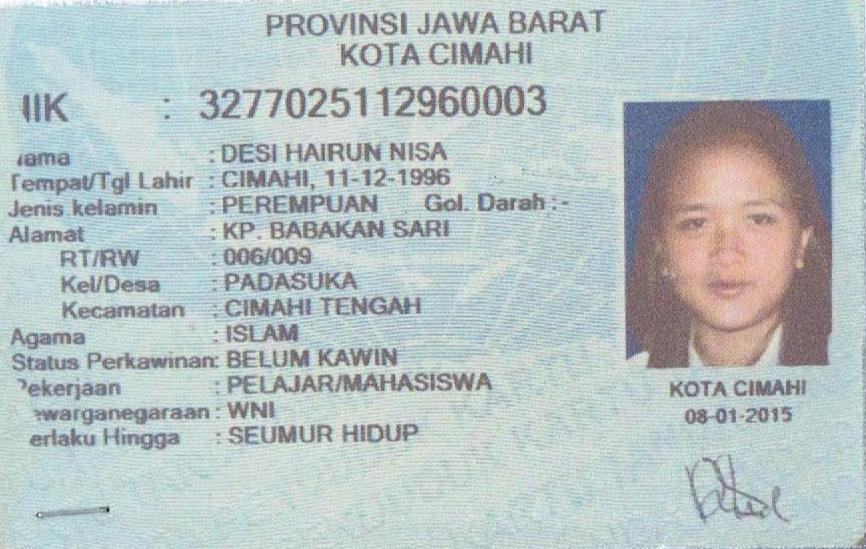 PROVINSI JAWA BARAT
KOTA CIMAHI
NIK : 3277025112960003
Nama : DESI HAIRUN NISA
Tempat/Tgl Lahir : CIMAHI, 11-12-1996
Jenis kelamin : PEREMPUAN Gol. Darah :-
Alamat : KP. BABAKAN SARI
RT/RW : 006/009
Kel/Desa : PADASUKA
Kecamatan : CIMAHI TENGAH
Agama : ISLAM
Status Perkawinan: BELUM KAWIN
Pekerjaan : PELAJAR/MAHASISWA
ewarganegaraan : WNI
erlaku Hingga : SEUMUR HIDUP
KOTA CIMAHI
08-01-2015